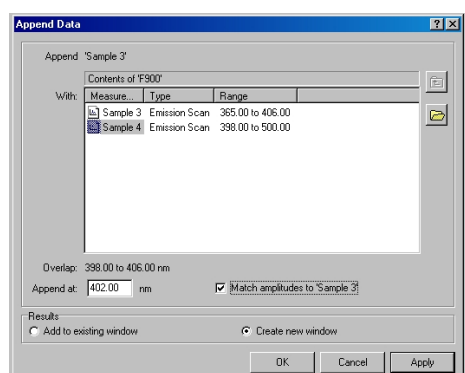 Append Data
Append 'Sample 3'
Contents of 'F900'
With: Measure... Type Range
Sample 3 Emission Scan 365.00 to 406.00
Sample 4 Emission Scan 398.00 to 500.00
Overlap: 398.00 to 406.00 nm
Append at: 402.00 nm Match amplitudes to 'Sample 3'
Results
Add to existing window Create new window
OK Cancel Apply